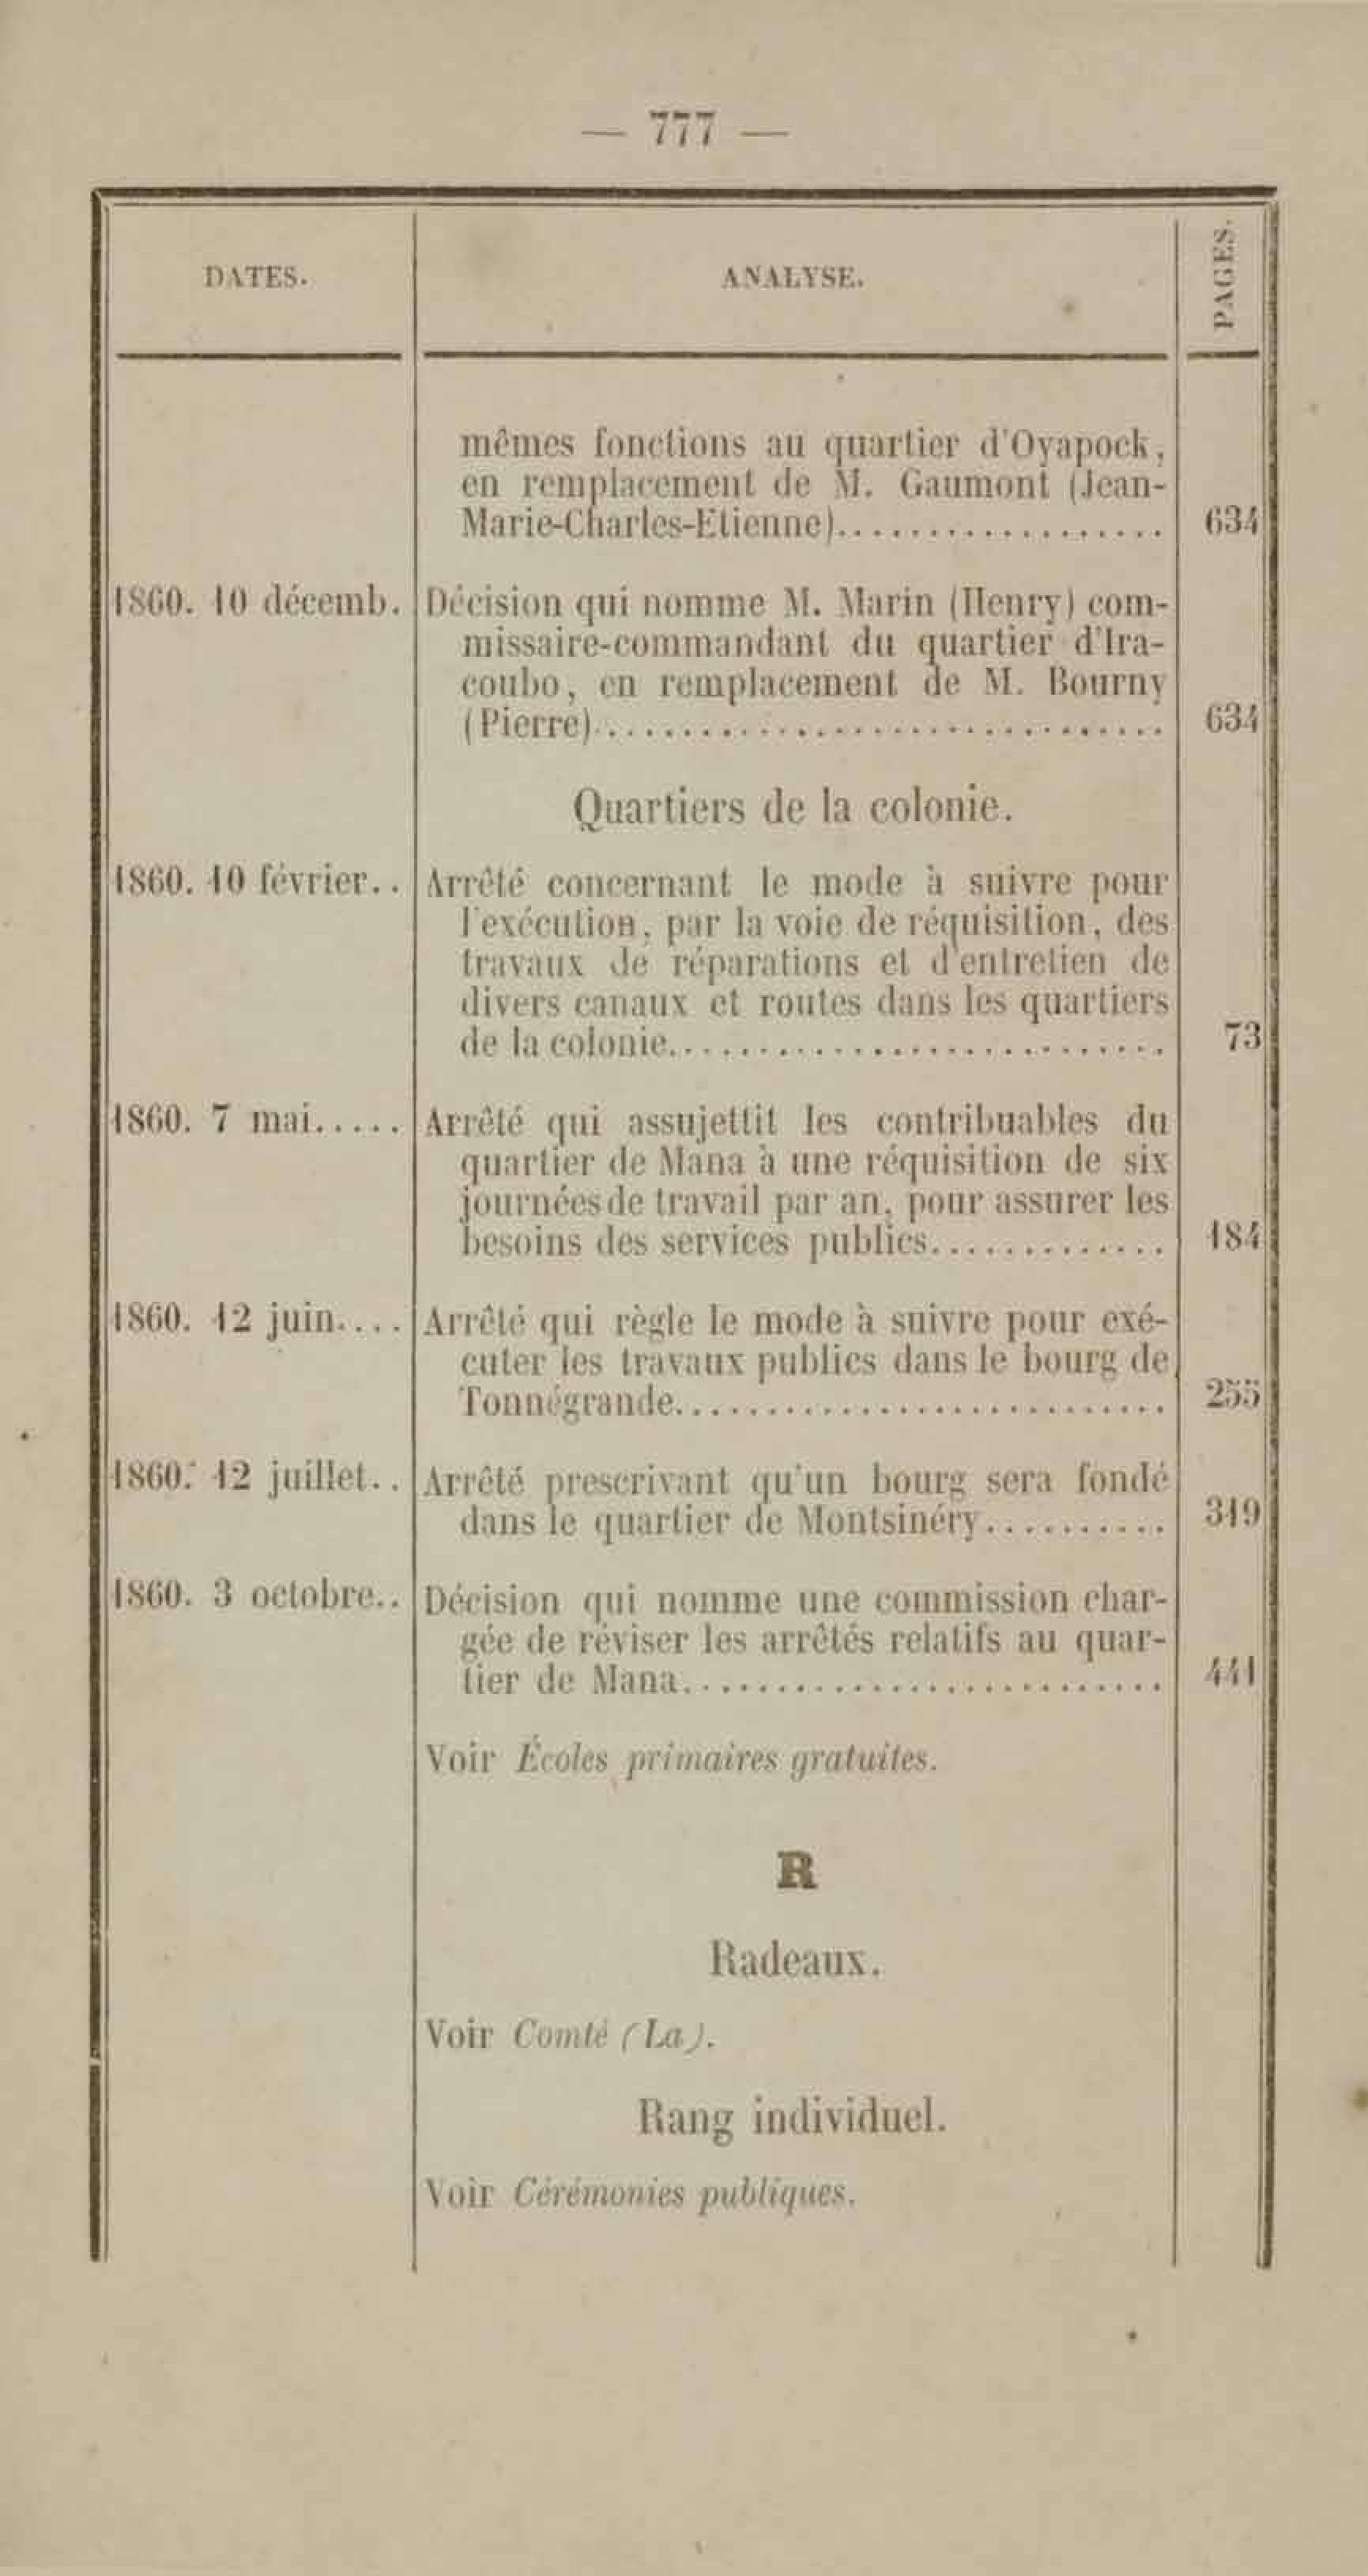 — 777 —
DATES. ANALYSE. PAGES.
mêmes fonctions au quartier d'Oyapock,
en remplacement de M. Gaumont (Jean-
Marie-Charles-Etienne).................. 634
1860. 10 décemb. Décision qui nomme M. Marin (Henry) com-
missaire-commandant du quartier d'Ira-
coubo, en remplacement de M. Bourny
(Pierre).............................. 634
Quartiers de la colonie.
1860. 10 février.. Arrêté concernant le mode à suivre pour
l'exécution, par la voie de réquisition, des
travaux de réparations et d'entretien de
divers canaux et routes dans les quartiers
de la colonie........................... 73
1860. 7 mai..... Arrêté qui assujettit les contribuables du
quartier de Mana à une réquisition de six
journées de travail par an, pour assurer les
besoins des services publics............. 184
1860. 12 juin.... Arrêté qui règle le mode à suivre pour exé-
cuter les travaux publics dans le bourg de
Tonnégrande........................... 255
1860. 12 juillet.. Arrêté prescrivant qu'un bourg sera fondé
dans le quartier de Montsinéry.......... 319
1860. 3 octobre.. Décision qui nomme une commission char-
gée de réviser les arrêtés relatifs au quar-
tier de Mana.......................... 441
Voir Écoles primaires gratuites.
R
Radeaux.
Voir Comté (La).
Rang individuel.
Voir Cérémonies publiques.